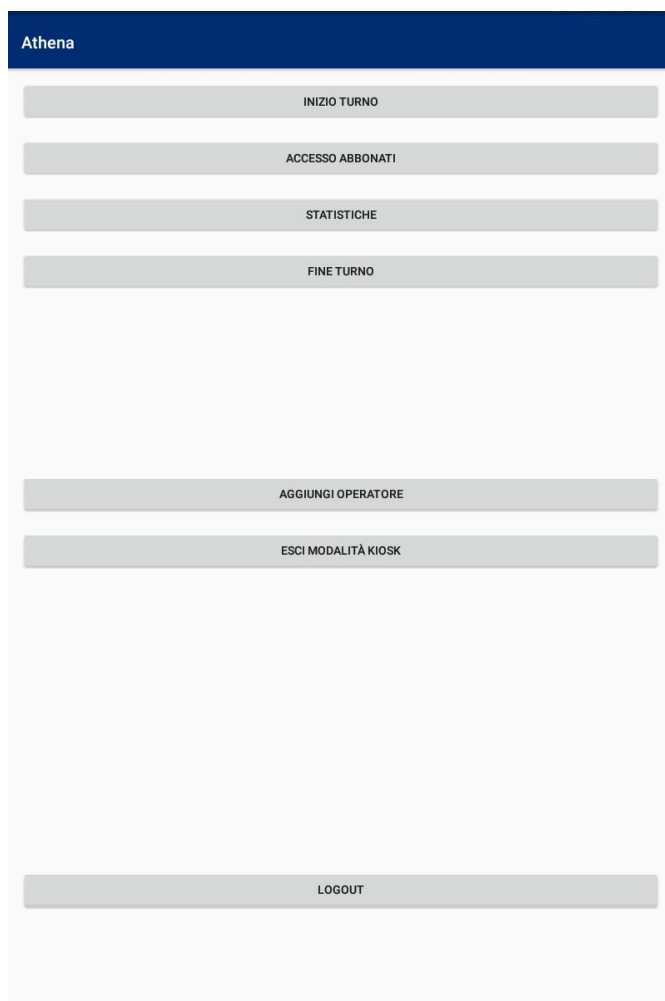 Athena
INIZIO TURNO
ACCESSO ABBONATI
STATISTICHE
FINE TURNO
AGGIUNGI OPERATORE
ESCI MODALITÀ KIOSK
LOGOUT